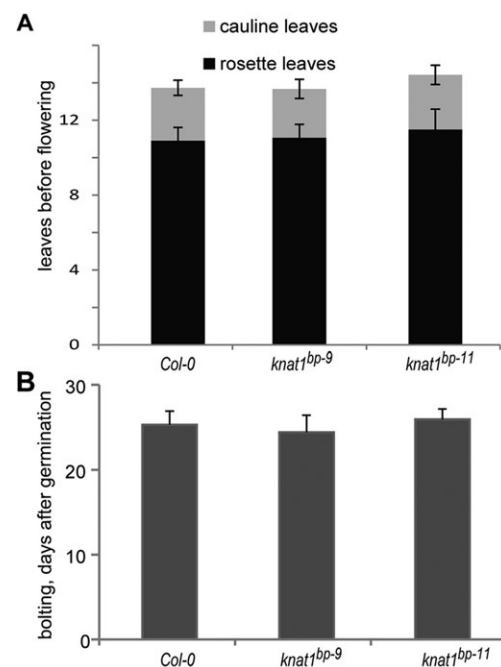 A
cauline leaves
rosette leaves
leaves before flowering
12
8
4
0
Col-0
knat1bp-9
knat1bp-11
B
bolting, days after germination
30
20
10
0
Col-0
knat1bp-9
knat1bp-11